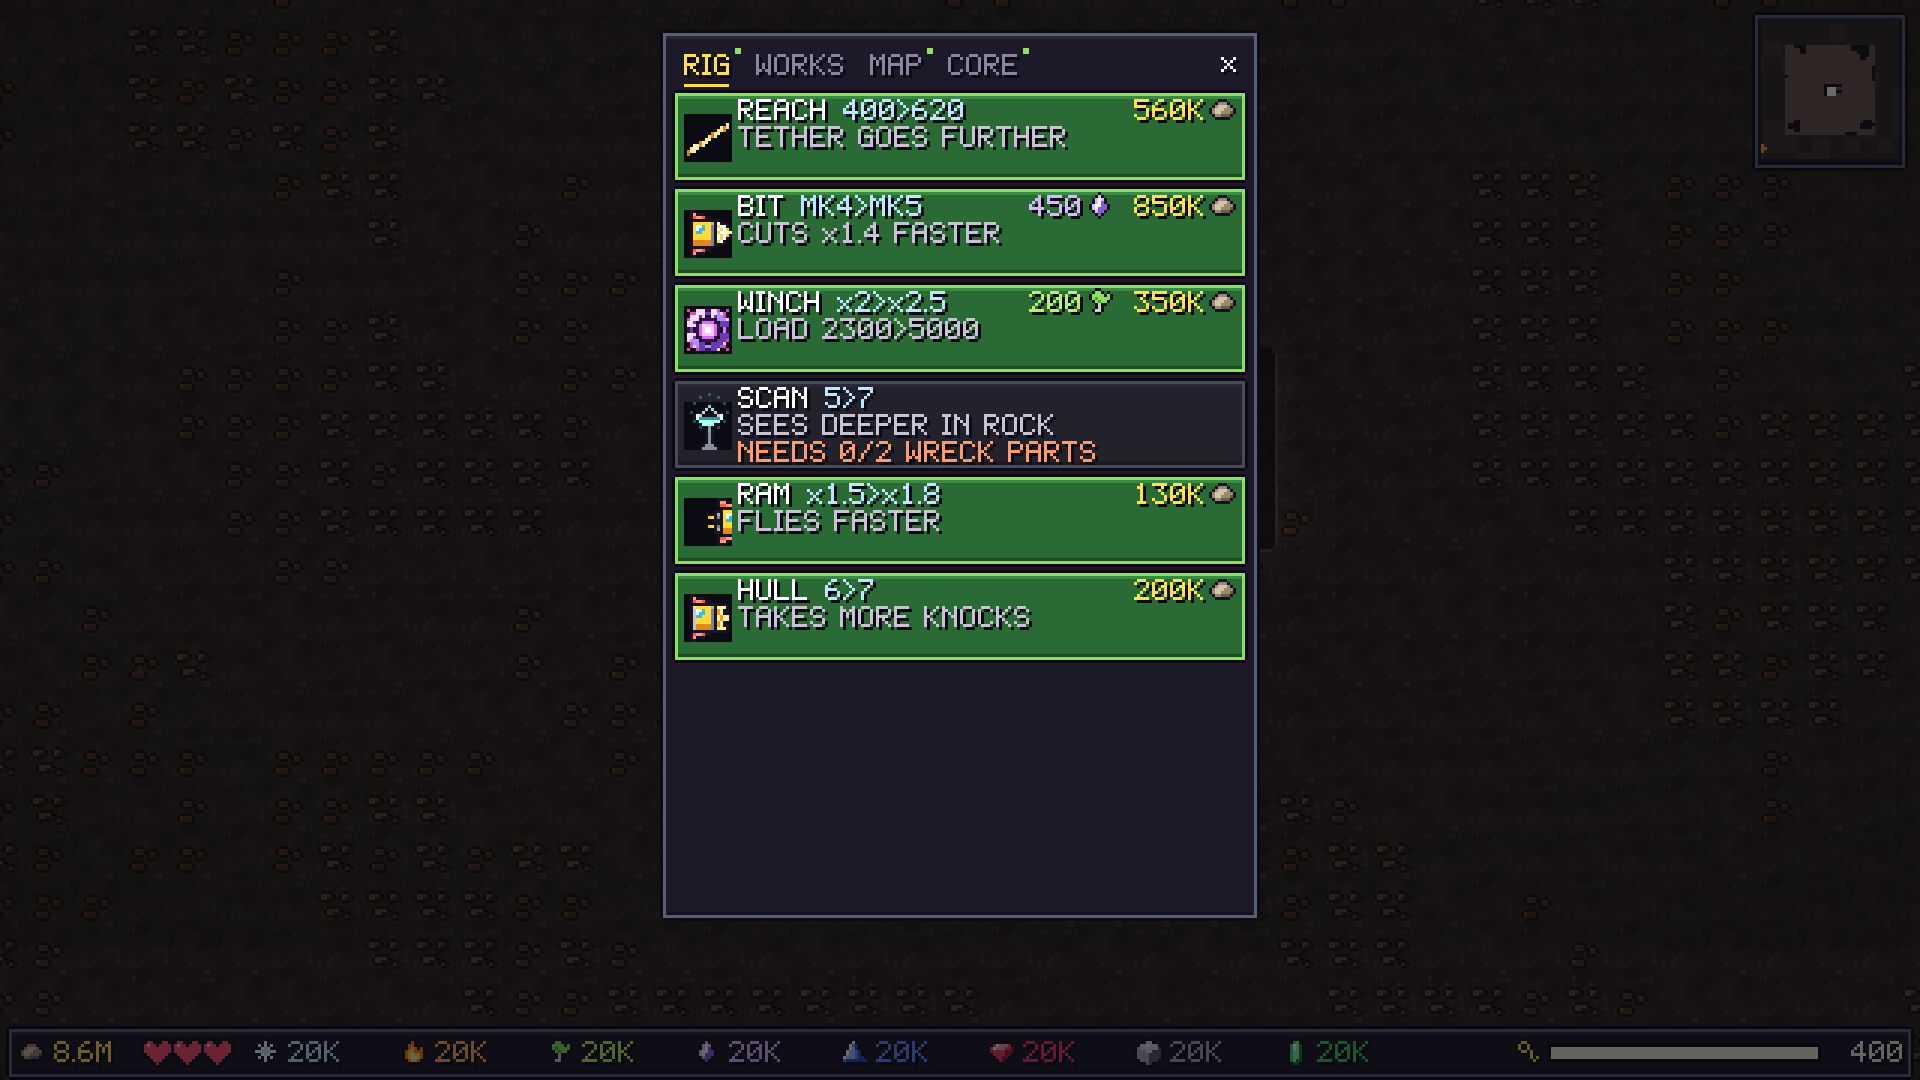 RIG WORKS MAP CORE ×
REACH 400>620 560K
TETHER GOES FURTHER
BIT MK4>MK5 450 850K
CUTS x1.4 FASTER
WINCH x2>x2.5 200 350K
LOAD 2300>5000
SCAN 5>7
SEES DEEPER IN ROCK
NEEDS 0/2 WRECK PARTS
RAM x1.5>x1.8 130K
FLIES FASTER
HULL 6>7 200K
TAKES MORE KNOCKS
8.6M 20K 20K 20K 20K 20K 20K 20K 20K 400